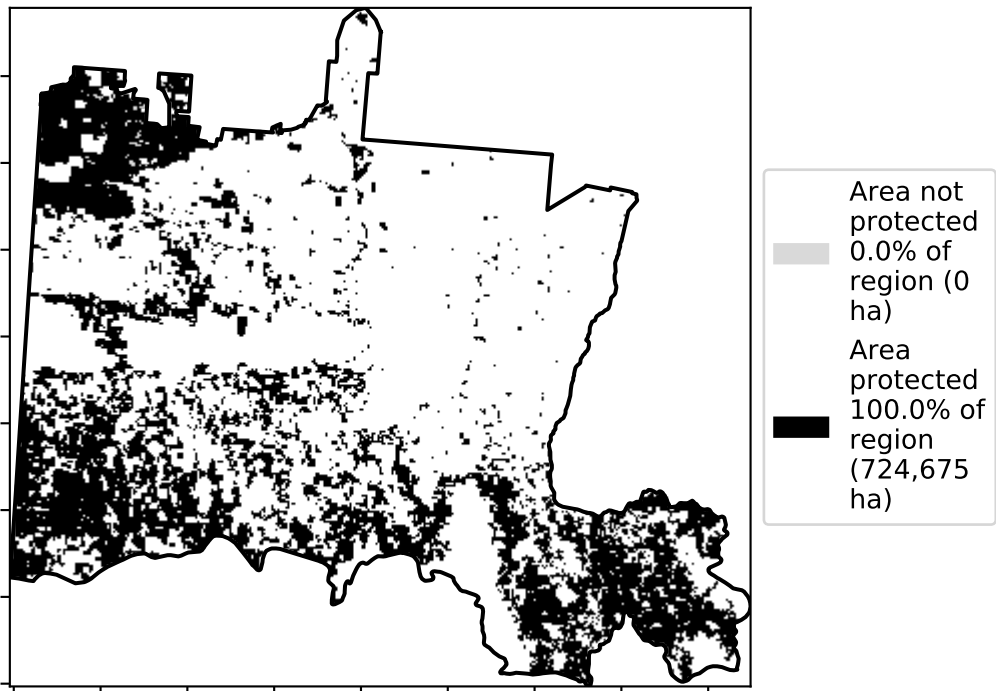 Area not
protected
0.0% of
region (0
ha)
Area
protected
100.0% of
region
(724,675
ha)